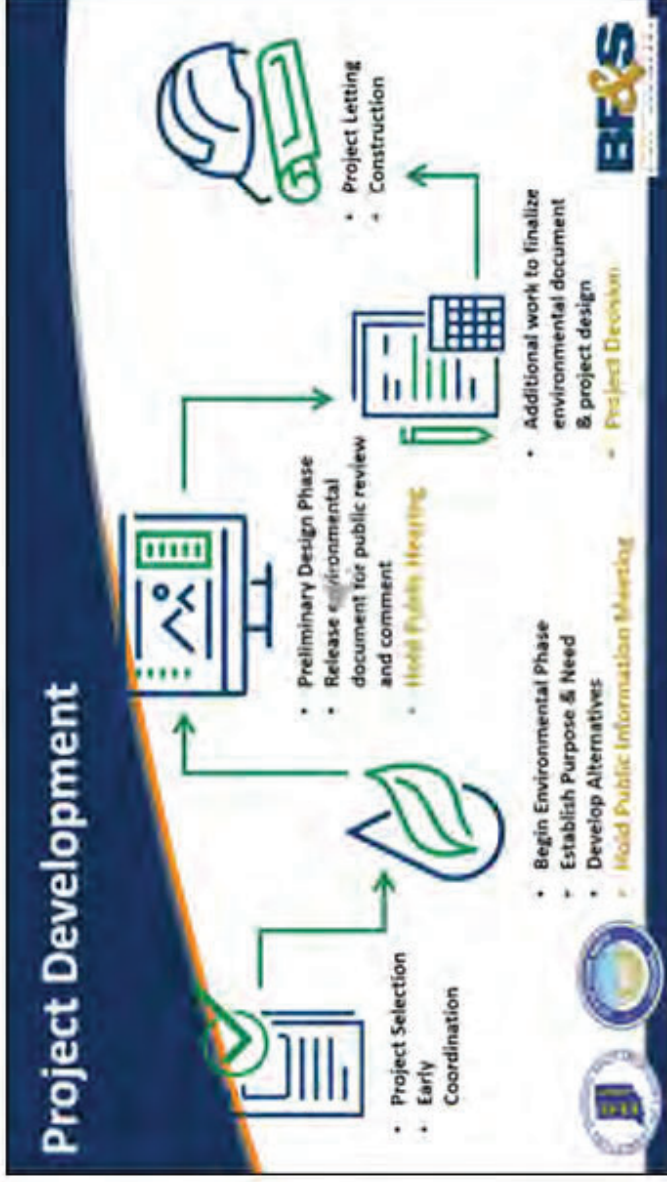 Project Development
• Project Selection
• Early
Coordination
• Begin Environmental Phase
• Establish Purpose & Need
• Develop Alternatives
• Hold Public Information Meeting
• Preliminary Design Phase
• Release environmental
document for public review
and comment
• Hold Public Hearing
• Additional work to finalize
environmental document
& project design
• Project Decision
• Project Letting
• Construction
BF&S